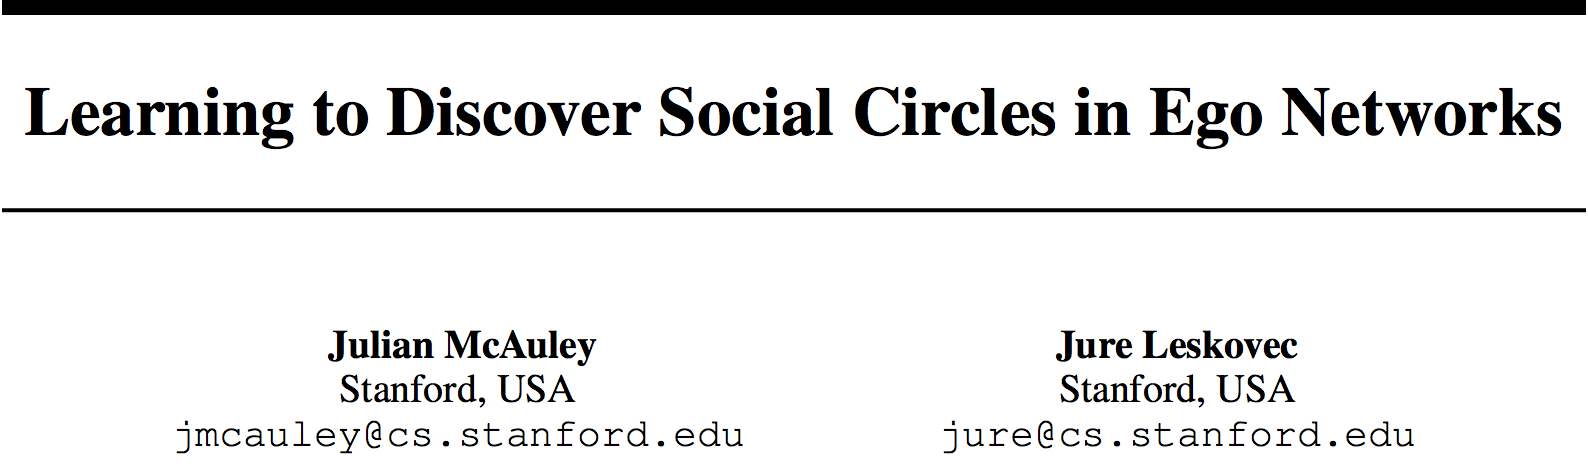 Learning to Discover Social Circles in Ego Networks
Julian McAuley
Stanford, USA
jmcauley@cs.stanford.edu
Jure Leskovec
Stanford, USA
jure@cs.stanford.edu